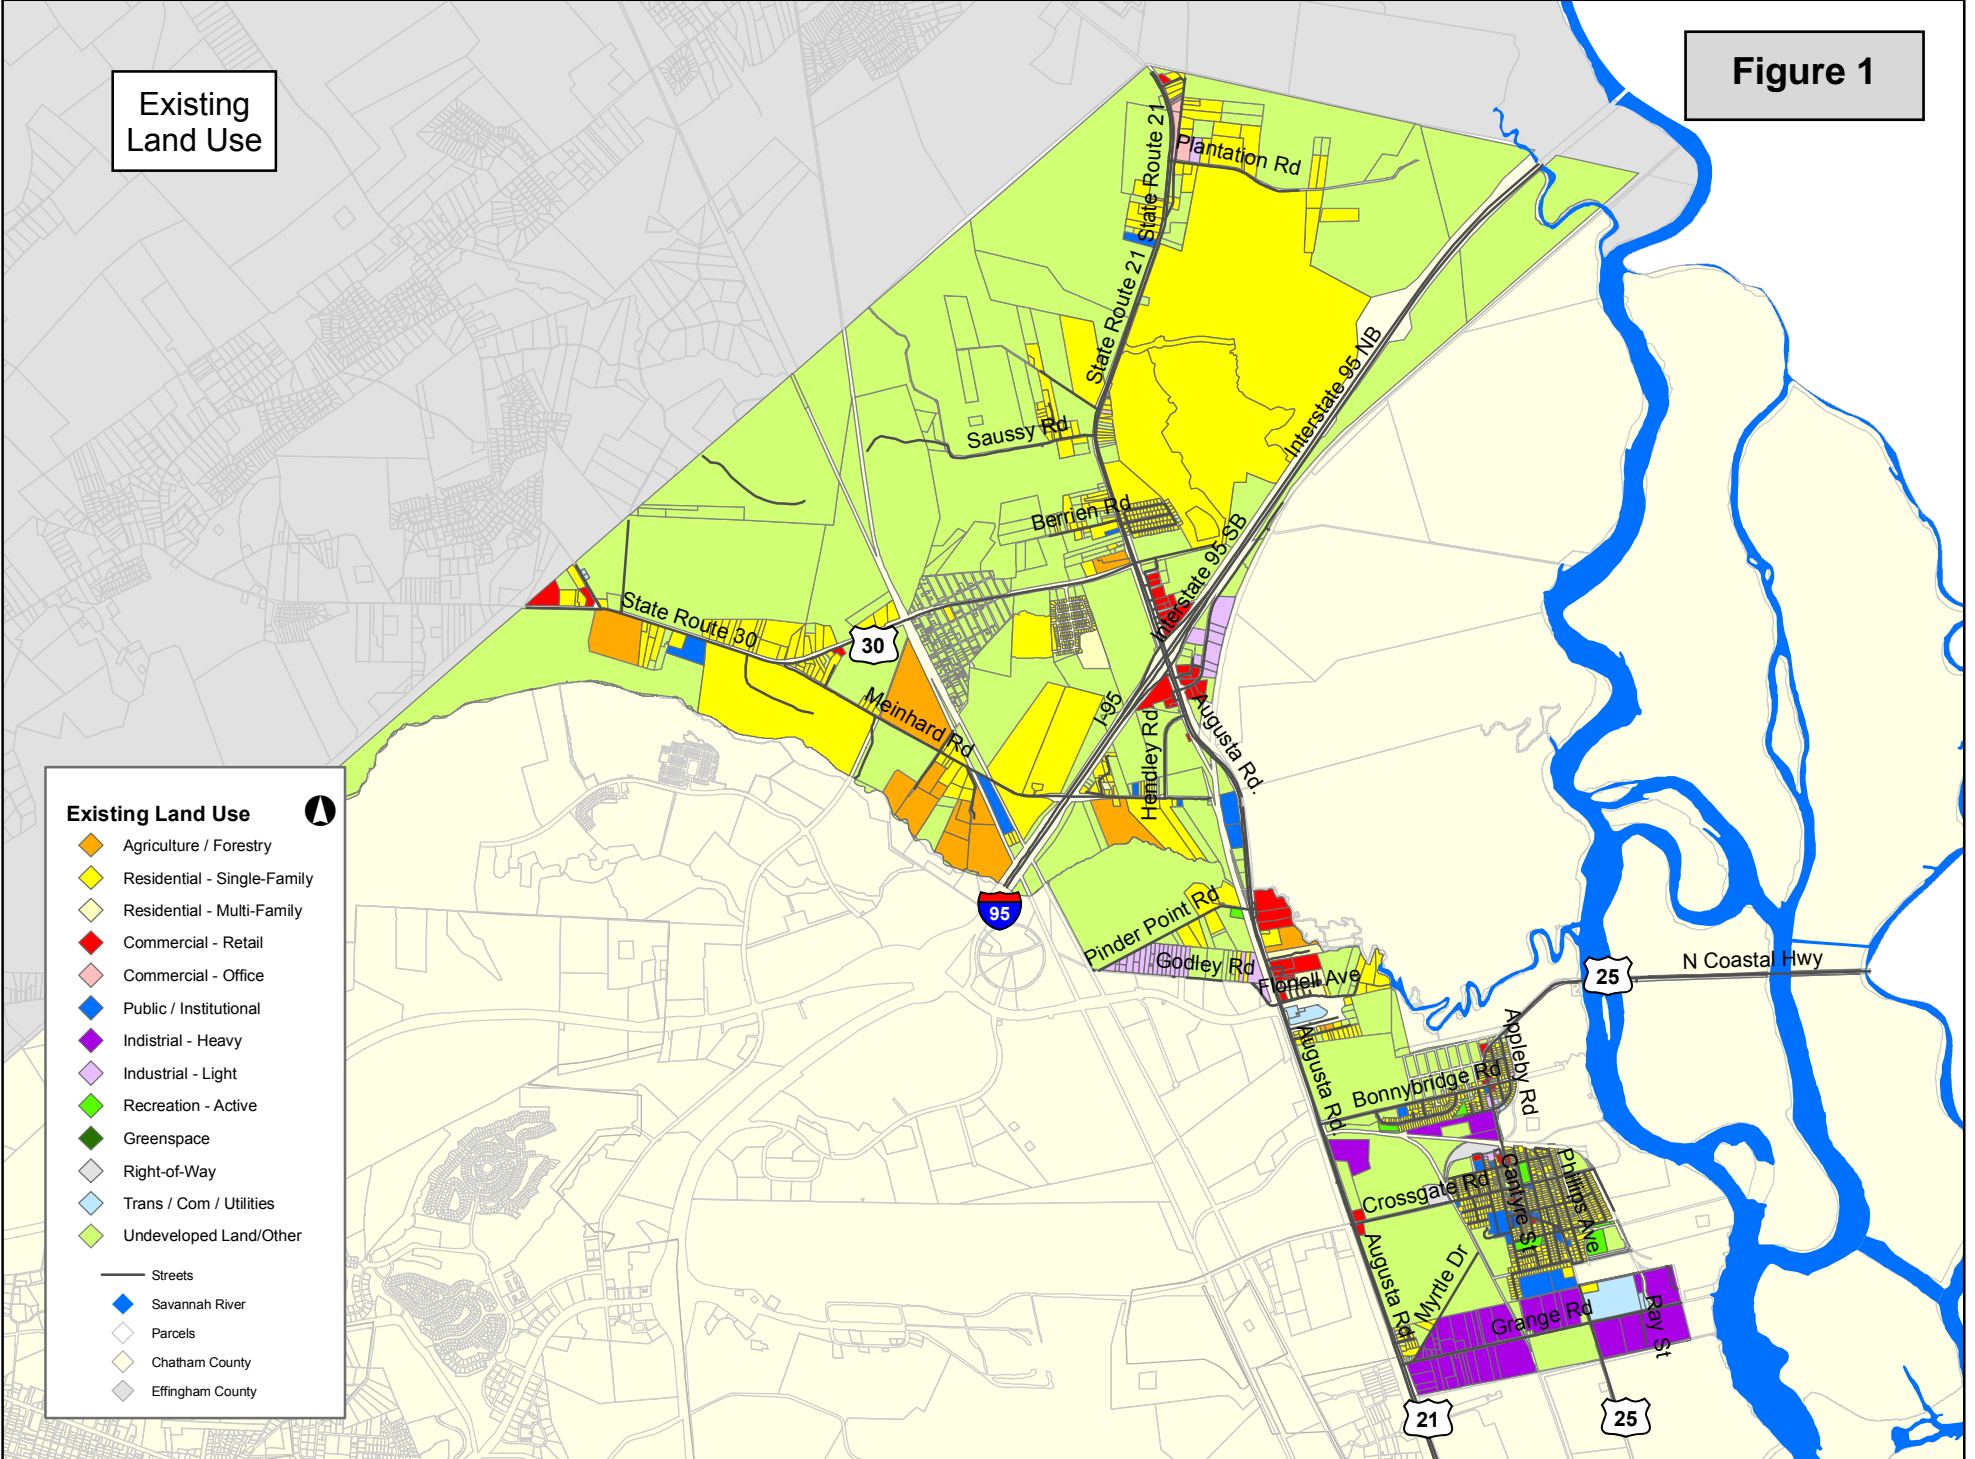 Existing
Land Use
Figure 1
State Route 21
Plantation Rd
State Route 21
Interstate 95 NB
Saussy Rd
Berrien Rd
Interstate 95 SB
State Route 30
30
Meinhard Rd
I-95
Hendley Rd
Augusta Rd.
95
Pinder Point Rd
Godley Rd
Flonell Ave
N Coastal Hwy
25
Augusta Rd.
Bonnybridge Rd
Appleby Rd
Crossgate Rd
Cantyre St
Phillips Ave
Augusta Rd
Myrtle Dr
Grange Rd
Ray St
21
25
Existing Land Use
Agriculture / Forestry
Residential - Single-Family
Residential - Multi-Family
Commercial - Retail
Commercial - Office
Public / Institutional
Indistrial - Heavy
Industrial - Light
Recreation - Active
Greenspace
Right-of-Way
Trans / Com / Utilities
Undeveloped Land/Other
Streets
Savannah River
Parcels
Chatham County
Effingham County